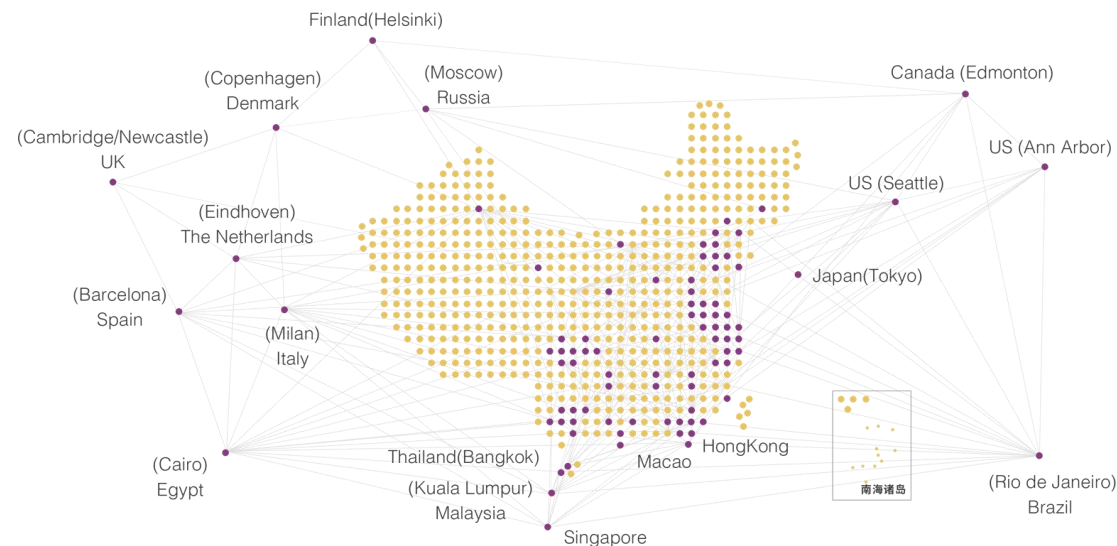 Finland(Helsinki)
(Copenhagen)
Denmark
(Moscow)
Russia
Canada (Edmonton)
(Cambridge/Newcastle)
UK
US (Ann Arbor)
US (Seattle)
(Eindhoven)
The Netherlands
Japan(Tokyo)
(Barcelona)
Spain
(Milan)
Italy
HongKong
Macao
Thailand(Bangkok)
(Cairo)
Egypt
(Kuala Lumpur)
Malaysia
Singapore
南海诸岛
(Rio de Janeiro)
Brazil